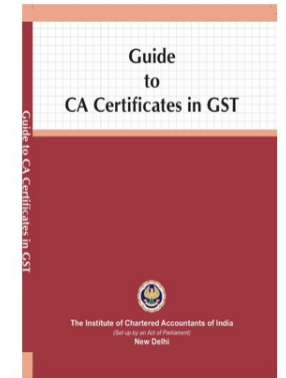 Guide
to
CA Certificates in GST
Guide to CA Certificates in GST
The Institute of Chartered Accountants of India
(Set up by an Act of Parliament)
New Delhi